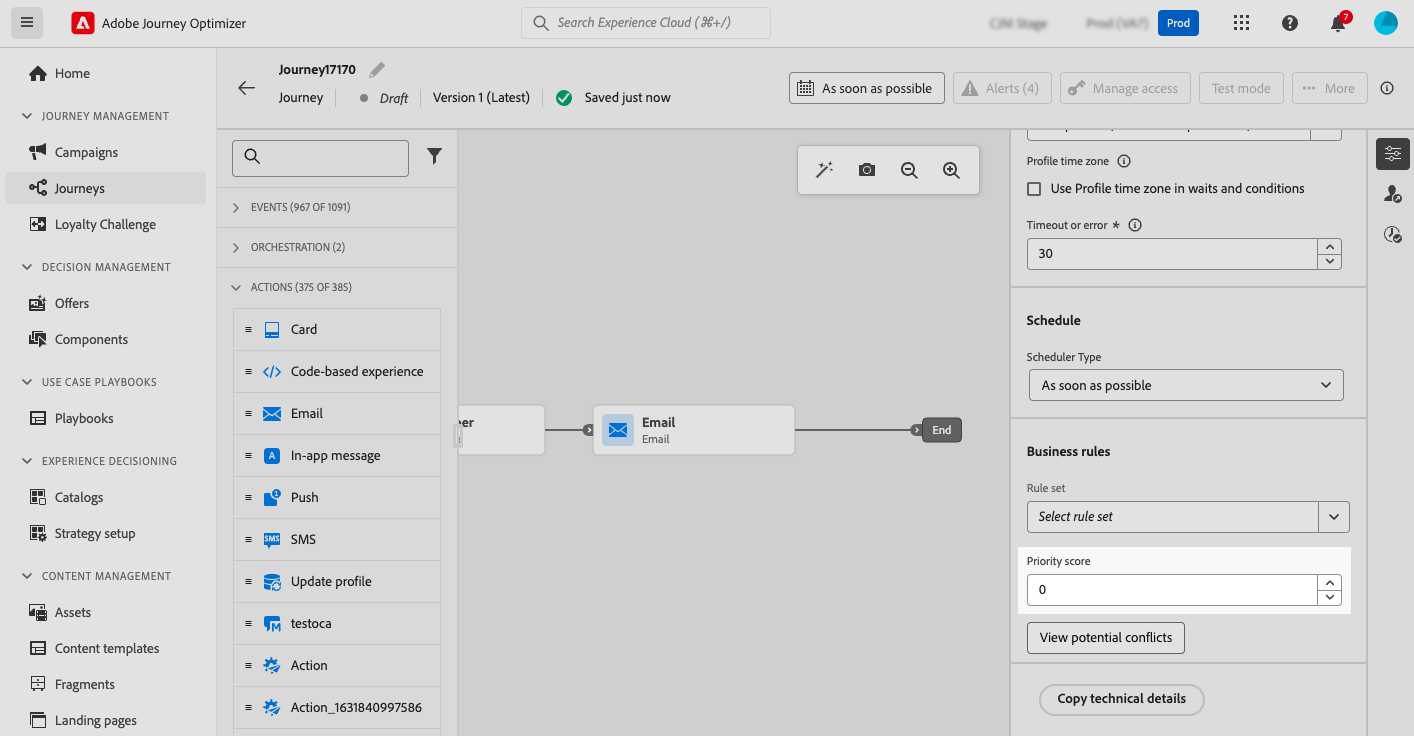 Adobe Journey Optimizer
Search Experience Cloud (⌘+/)
CJM Stage
Prod (VA7)
Prod
7
Home
JOURNEY MANAGEMENT
Campaigns
Journeys
Loyalty Challenge
DECISION MANAGEMENT
Offers
Components
USE CASE PLAYBOOKS
Playbooks
EXPERIENCE DECISIONING
Catalogs
Strategy setup
CONTENT MANAGEMENT
Assets
Content templates
Fragments
Landing pages
Journey17170
Journey
Draft
Version 1 (Latest)
Saved just now
As soon as possible
Alerts (4)
Manage access
Test mode
More
EVENTS (967 OF 1091)
ORCHESTRATION (2)
ACTIONS (375 OF 385)
Card
Code-based experience
Email
In-app message
Push
SMS
Update profile
testoca
Action
Action_1631840997586
Email
Email
End
Profile time zone
Use Profile time zone in waits and conditions
Timeout or error *
30
Schedule
Scheduler Type
As soon as possible
Business rules
Rule set
Select rule set
Priority score
0
View potential conflicts
Copy technical details